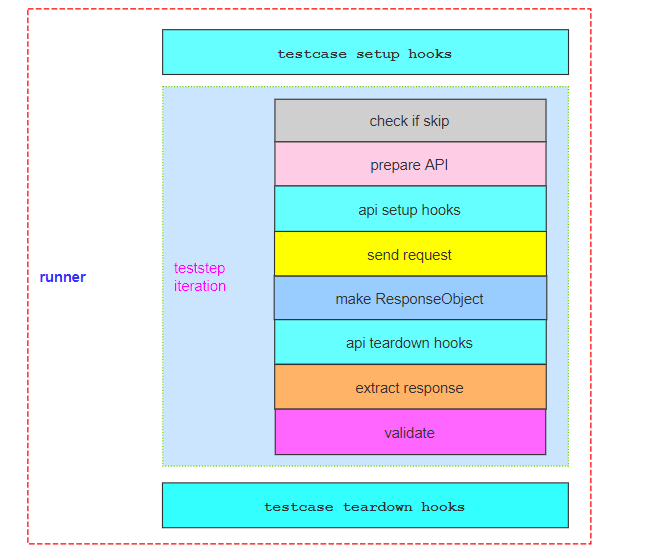 testcase setup hooks
check if skip
prepare API
api setup hooks
send request
runner
teststep
iteration
make ResponseObject
api teardown hooks
extract response
validate
testcase teardown hooks